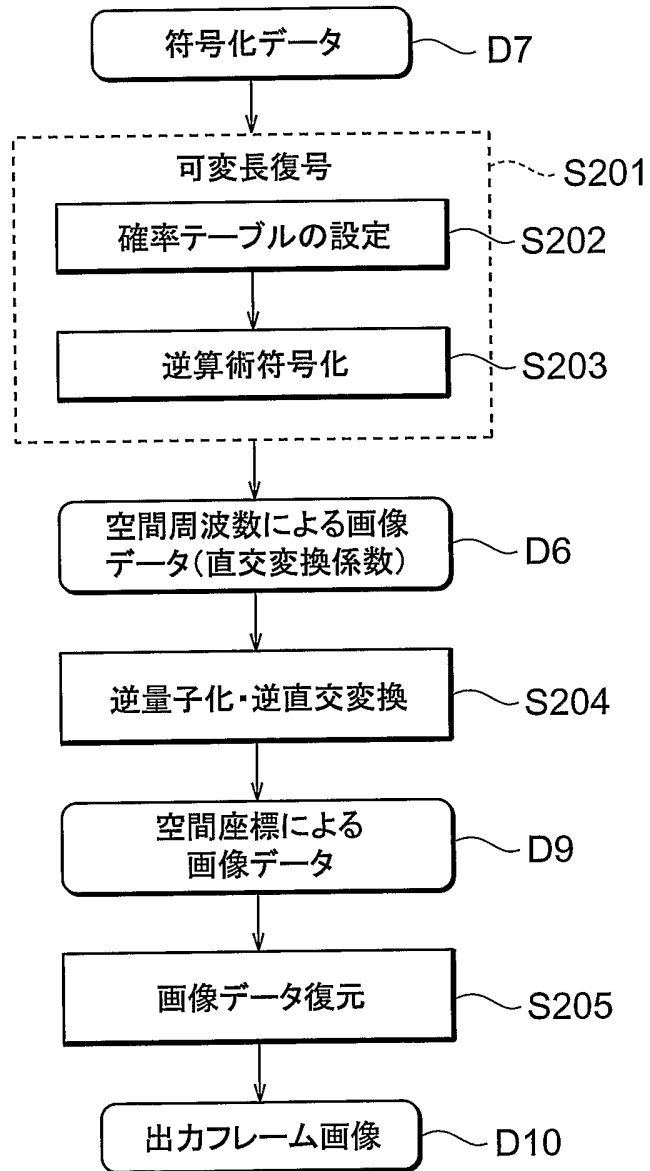 符号化データ
D7
可変長復号
S201
確率テーブルの設定
S202
逆算術符号化
S203
空間周波数による画像
データ(直交変換係数)
D6
逆量子化・逆直交変換
S204
空間座標による
画像データ
D9
画像データ復元
S205
出力フレーム画像
D10